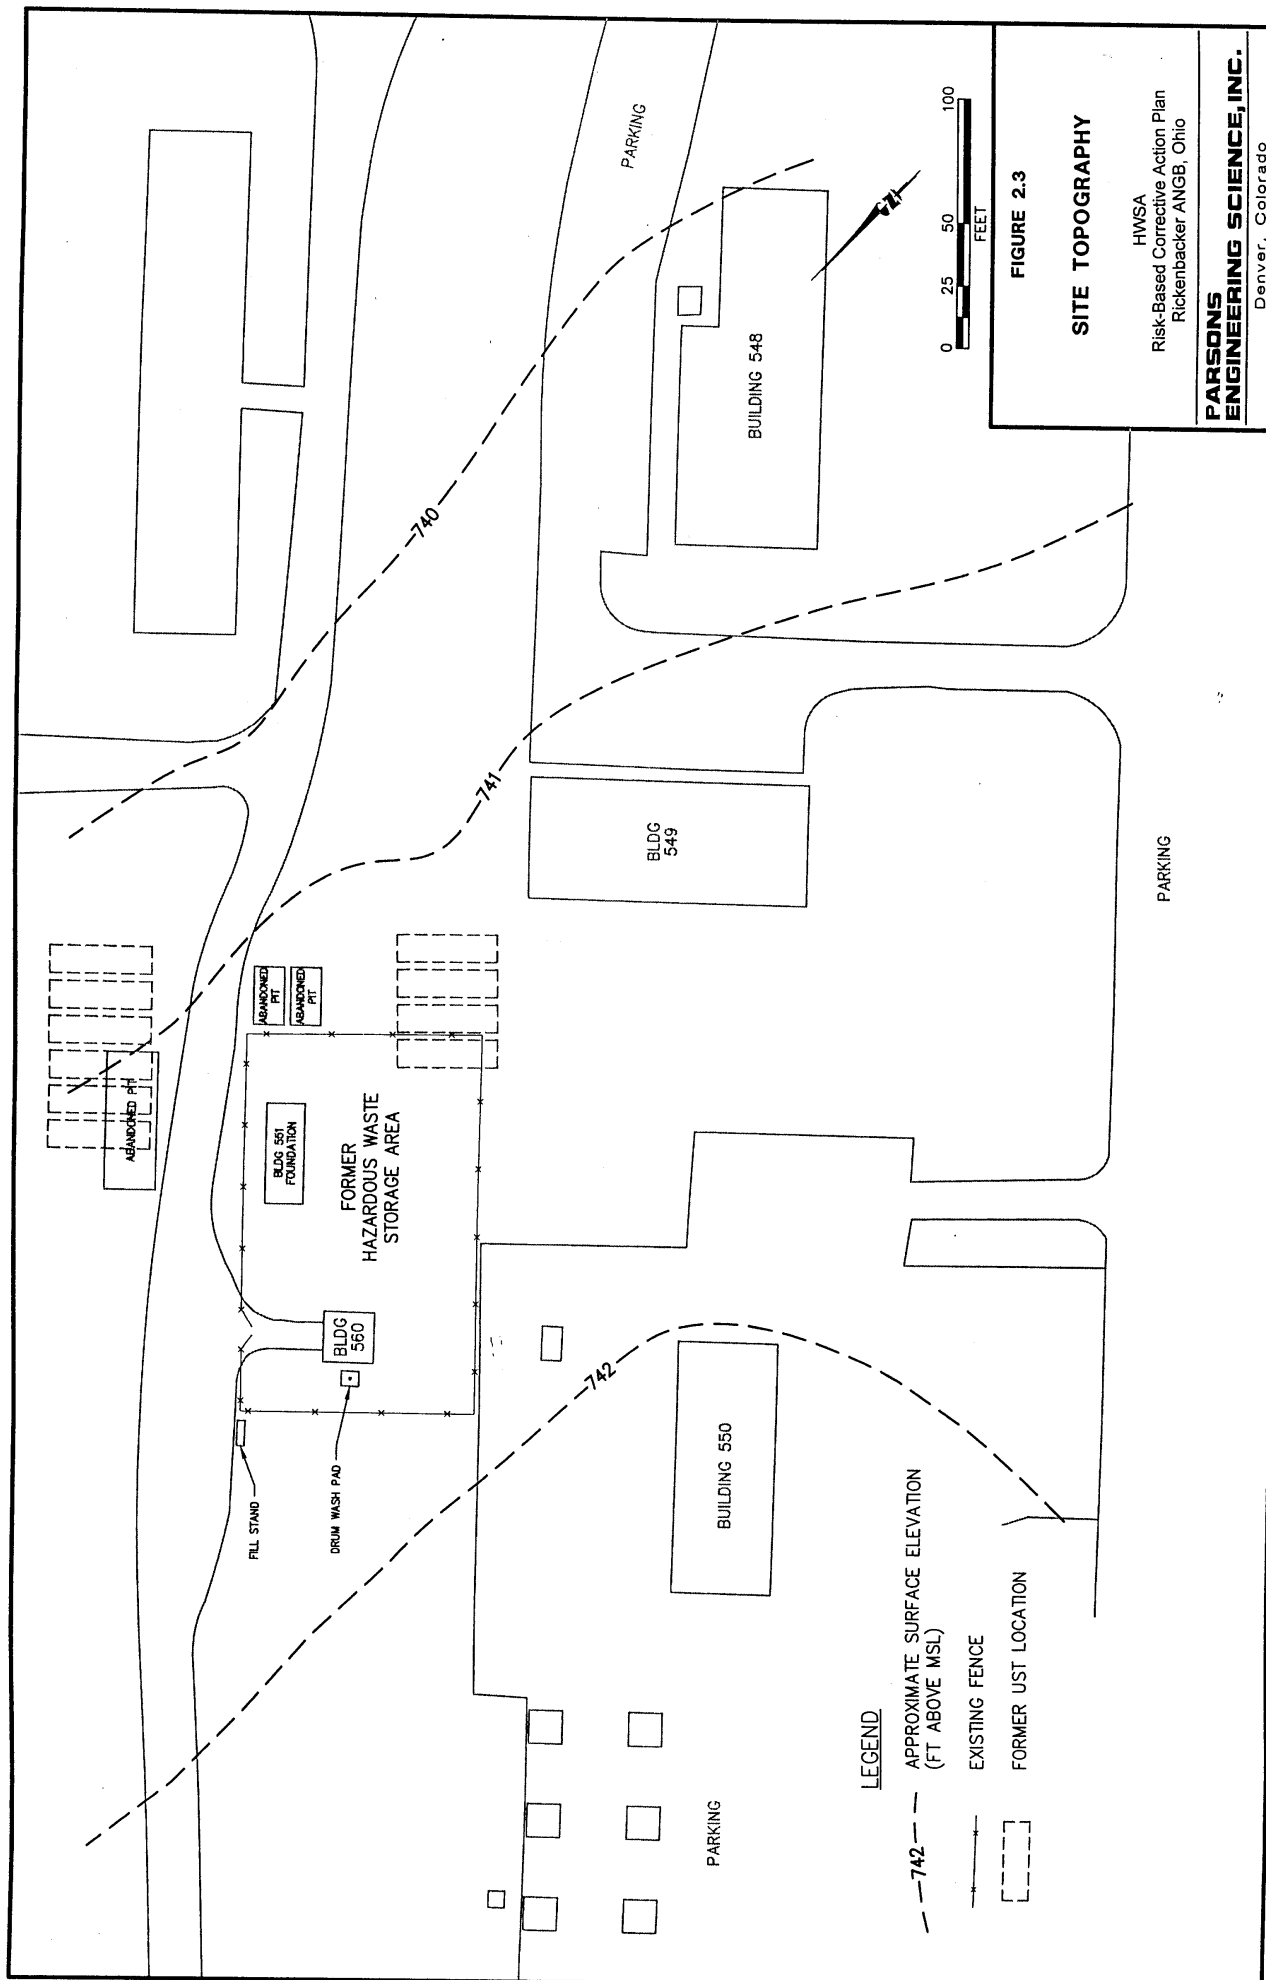 PARKING
740
741
742
BUILDING 548
BLDG
549
PARKING
ABANDONED PIT
ABANDONED
PIT
ABANDONED
PIT
BLDG 551
FOUNDATION
FORMER
HAZARDOUS WASTE
STORAGE AREA
BLDG
560
FILL STAND
DRUM WASH PAD
BUILDING 550
PARKING
LEGEND
742
APPROXIMATE SURFACE ELEVATION
(FT ABOVE MSL)
EXISTING FENCE
FORMER UST LOCATION
0 25 50 100
FEET
FIGURE 2.3
SITE TOPOGRAPHY
HWSA
Risk-Based Corrective Action Plan
Rickenbacker ANGB, Ohio
PARSONS
ENGINEERING SCIENCE, INC.
Denver, Colorado